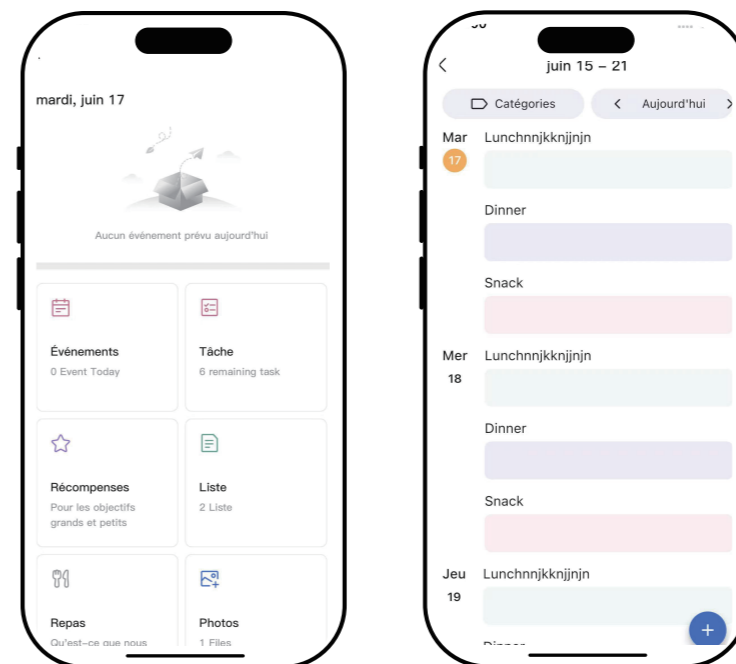 mardi, juin 17
Aucun événement prévu aujourd'hui
Événements
0 Event Today
Tâche
6 remaining task
Récompenses
Pour les objectifs
grands et petits
Liste
2 Liste
Repas
Qu'est-ce que nous
Photos
1 Files
juin 15 – 21
Catégories
Aujourd'hui
Mar
17
Lunchnnjkknjjnjn
Dinner
Snack
Mer
18
Lunchnnjkknjjnjn
Dinner
Snack
Jeu
19
Lunchnnjkknjjnjn
Dinner